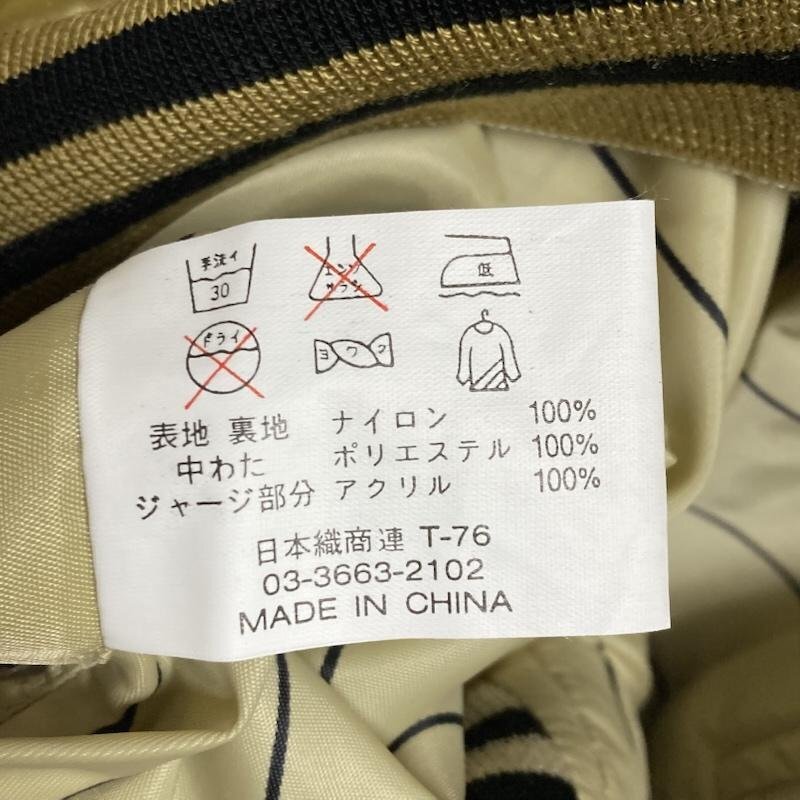 手洗イ
30
エンソ
サラシ
低
ドライ
ヨワク
表地 裏地 ナイロン 100%
中わた ポリエステル 100%
ジャージ部分 アクリル 100%
日本織商連 T-76
03-3663-2102
MADE IN CHINA